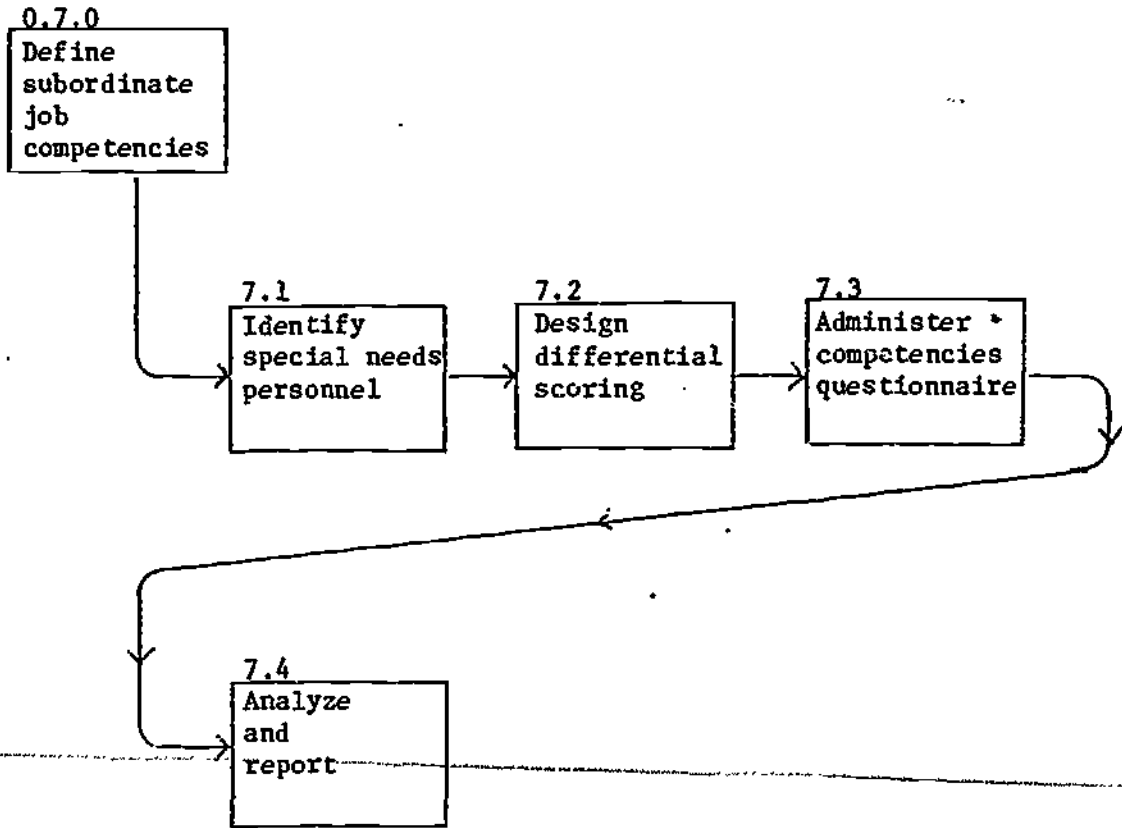 0.7.0
Define
subordinate
job
competencies
7.1
Identify
special needs
personnel
7.2
Design
differential
scoring
7.3
Administer
competencies
questionnaire
7.4
Analyze
and
report